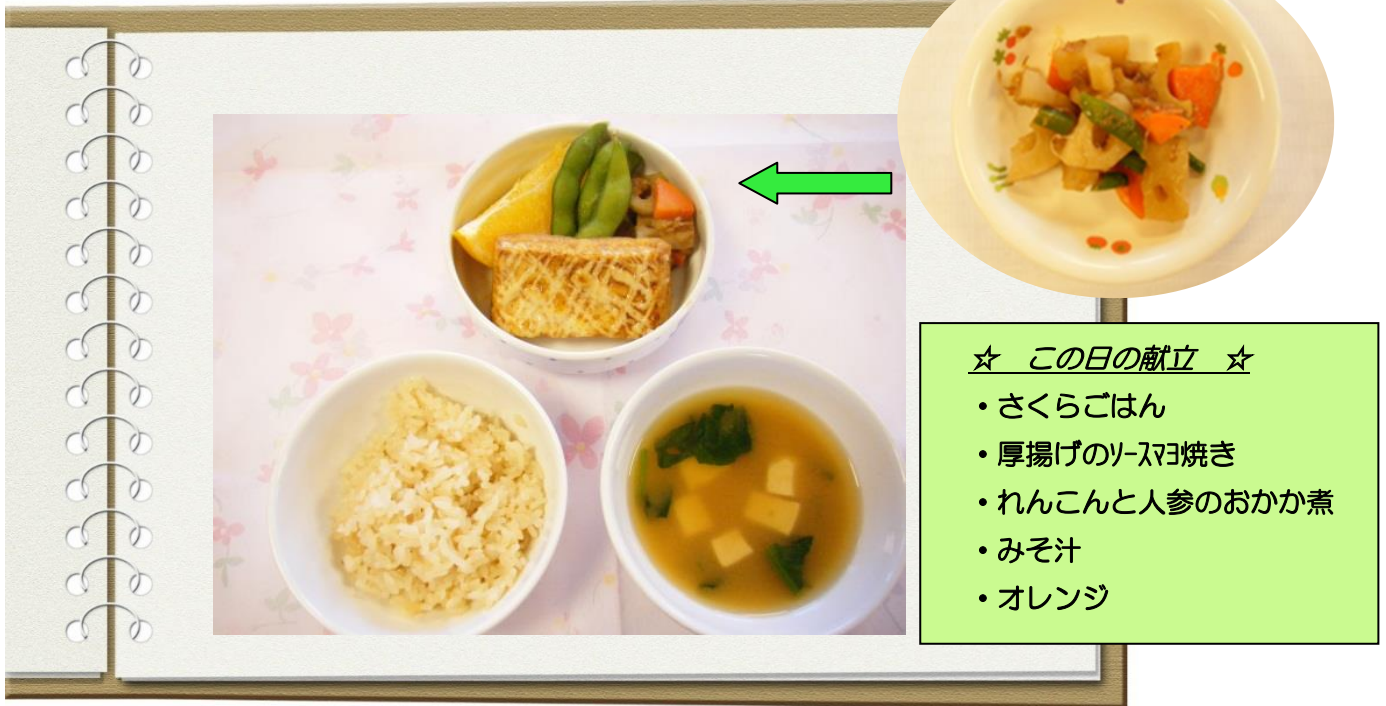 ☆　この日の献立　☆
・さくらごはん
・厚揚げのｿｰｽﾏﾖ焼き
・れんこんと人参のおかか煮
・みそ汁
・オレンジ